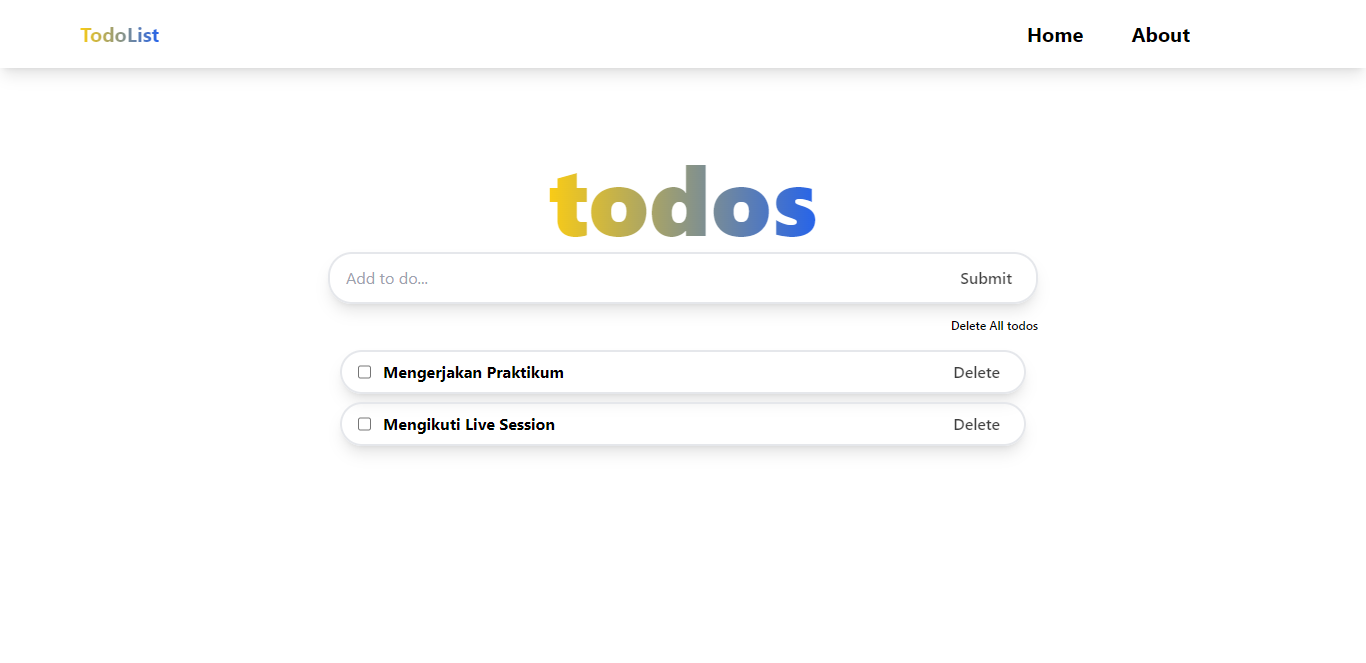 TodoList Home About
todos
Add to do... Submit
Delete All todos
Mengerjakan Praktikum Delete
Mengikuti Live Session Delete